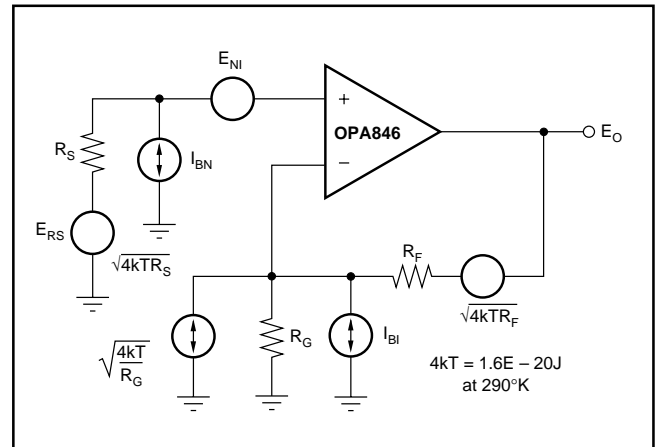 E_NI
+
OPA846
E_O
R_S
I_BN
−
E_RS
√4kTR_S
R_F
√4kTR_F
√4kT/R_G
R_G
I_BI
4kT = 1.6E – 20J
at 290°K